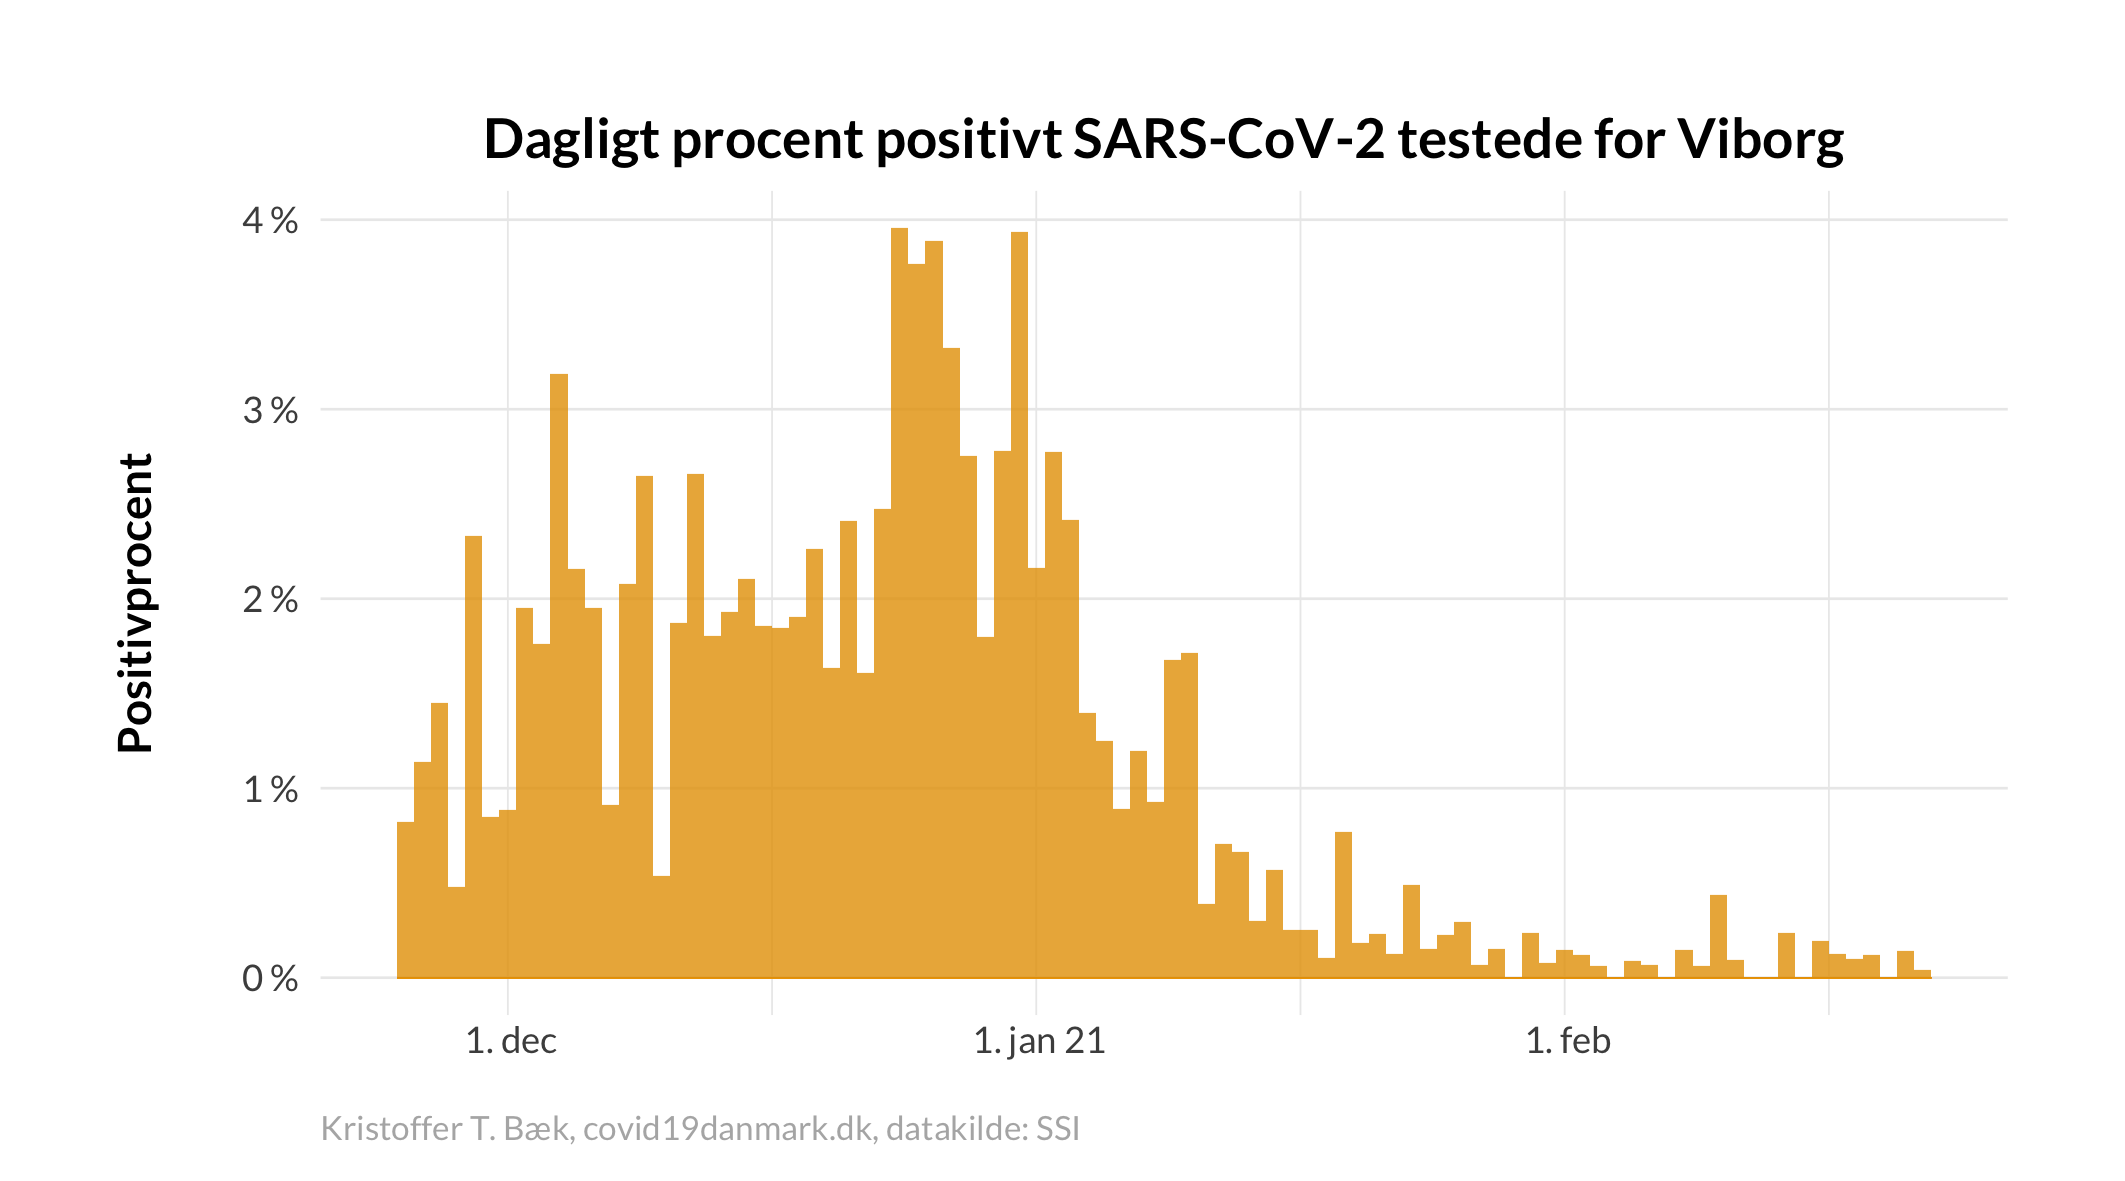 Dagligt procent positivt SARS-CoV-2 testede for Viborg
Positivprocent
4 %
3 %
2 %
1 %
0 %
1. dec
1. jan 21
1. feb
Kristoffer T. Bæk, covid19danmark.dk, datakilde: SSI